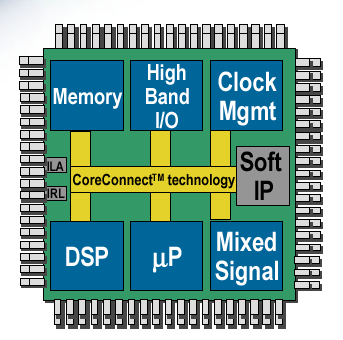 Memory
High
Band
I/O
Clock
Mgmt
ILA
CoreConnect™ technology
Soft
IP
IRL
DSP
µP
Mixed
Signal